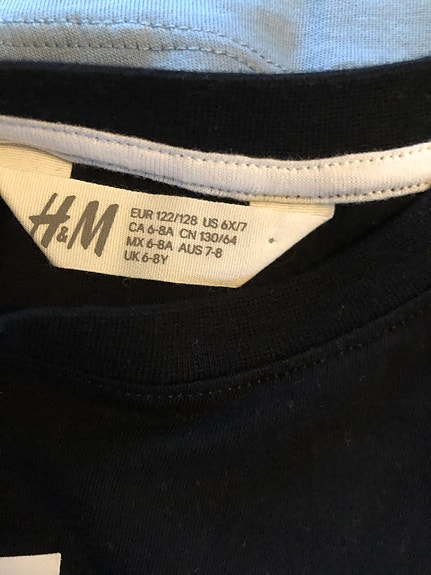 H&M
EUR 122/128 US 6X/7
CA 6-8A CN 130/64
MX 6-8A AUS 7-8
UK 6-8Y